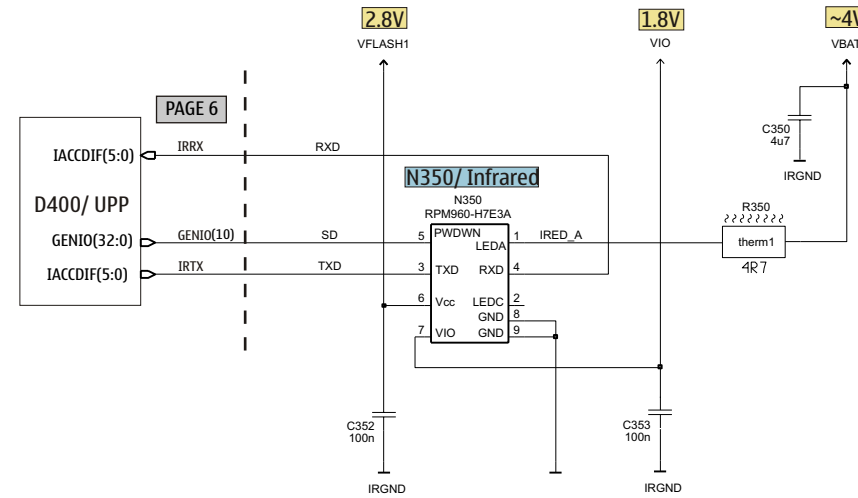 2.8V
1.8V
~4V
VFLASH1
VIO
VBAT
PAGE 6
C350
4u7
IRGND
IACCDIF(5:0)
IRRX
RXD
N350/ Infrared
D400/ UPP
N350
RPM960-H7E3A
R350
GENIO(32:0)
GENIO(10)
SD
5
PWDWN
LEDA
1
IRED_A
therm1
4R7
IACCDIF(5:0)
IRTX
TXD
3
TXD
RXD
4
6
Vcc
LEDC
2
GND
8
7
VIO
GND
9
C352
100n
C353
100n
IRGND
IRGND